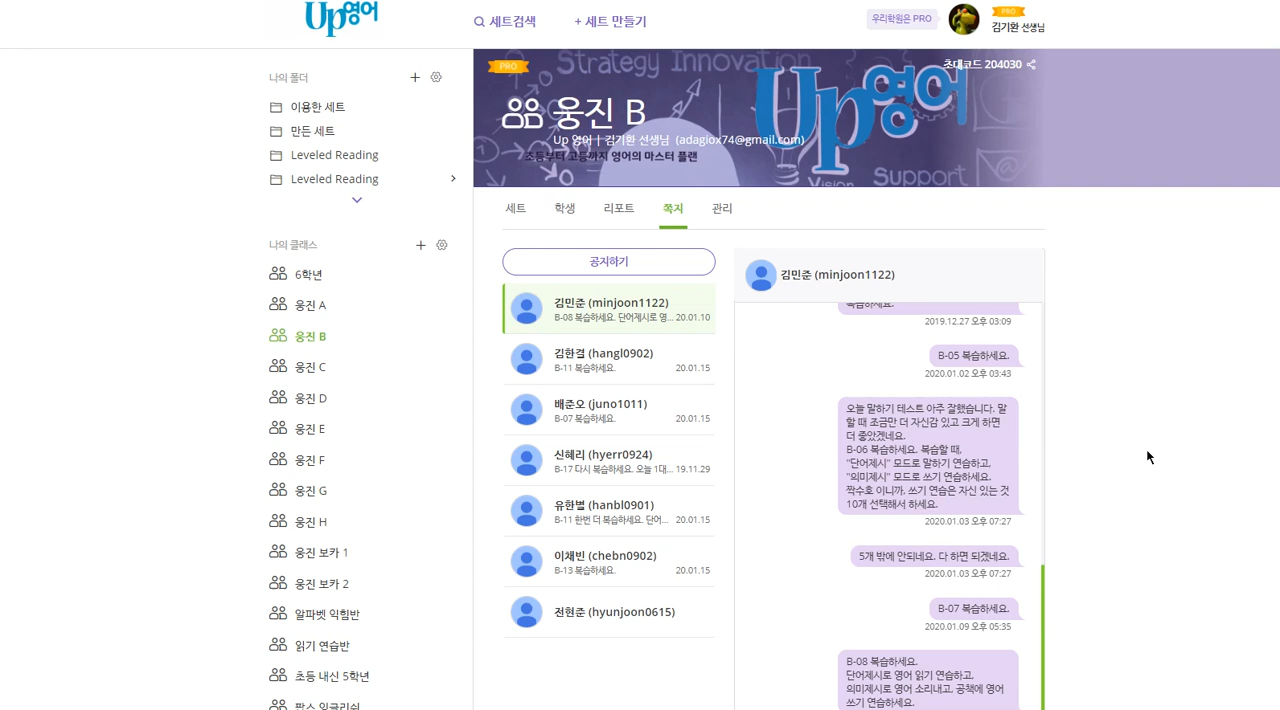 Up영어
세트검색
+ 세트 만들기
우리학원은 PRO
PRO
김기환 선생님
나의 폴더
이용한 세트
만든 세트
Leveled Reading
Leveled Reading
나의 클래스
6학년
웅진 A
웅진 B
웅진 C
웅진 D
웅진 E
웅진 F
웅진 G
웅진 H
웅진 보카 1
웅진 보카 2
알파벳 익힘반
읽기 연습반
초등 내신 5학년
팝스 잉글리쉬
PRO
Strategy Innovation
초대코드 204030
웅진 B
Up영어
Up 영어 | 김기환 선생님 (adagiox74@gmail.com)
초등부터 고등까지 영어의 마스터 플랜
Vision
Support
세트
학생
리포트
쪽지
관리
공지하기
김민준 (minjoon1122)
B-08 복습하세요. 단어제시로 영... 20.01.10
김한결 (hangl0902)
B-11 복습하세요. 20.01.15
배준오 (juno1011)
B-07 복습하세요. 20.01.15
신혜리 (hyerr0924)
B-17 다시 복습하세요. 오늘 1대... 19.11.29
유한별 (hanbl0901)
B-11 한번 더 복습하세요. 단어... 20.01.15
이채빈 (chebn0902)
B-13 복습하세요. 20.01.15
전현준 (hyunjoon0615)
김민준 (minjoon1122)
복습하세요.
2019.12.27 오후 03:09
B-05 복습하세요.
2020.01.02 오후 03:43
오늘 말하기 테스트 아주 잘했습니다. 말
할 때 조금만 더 자신감 있고 크게 하면
더 좋았겠네요.
B-06 복습하세요. 복습할 때,
"단어제시" 모드로 말하기 연습하고,
"의미제시" 모드로 쓰기 연습하세요.
짝수호 이니까, 쓰기 연습은 자신 있는 것
10개 선택해서 하세요.
2020.01.03 오후 07:27
5개 밖에 안되네요. 다 하면 되겠네요.
2020.01.03 오후 07:27
B-07 복습하세요.
2020.01.09 오후 05:35
B-08 복습하세요.
단어제시로 영어 읽기 연습하고,
의미제시로 영어 소리내고, 공책에 영어
쓰기 연습하세요.